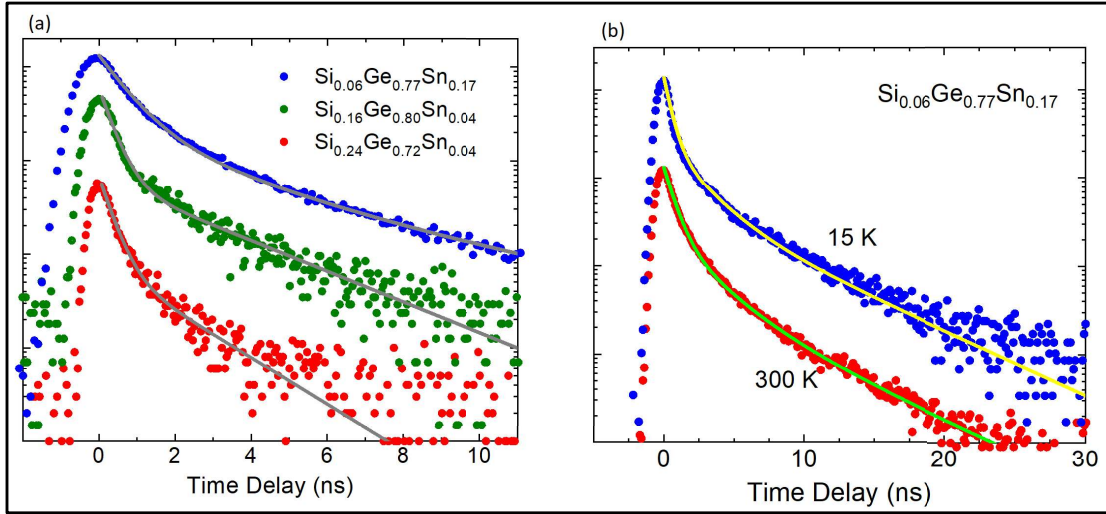 (a)
Si0.06Ge0.77Sn0.17
Si0.16Ge0.80Sn0.04
Si0.24Ge0.72Sn0.04
0 2 4 6 8 10
Time Delay (ns)
(b)
Si0.06Ge0.77Sn0.17
15 K
300 K
0 10 20 30
Time Delay (ns)